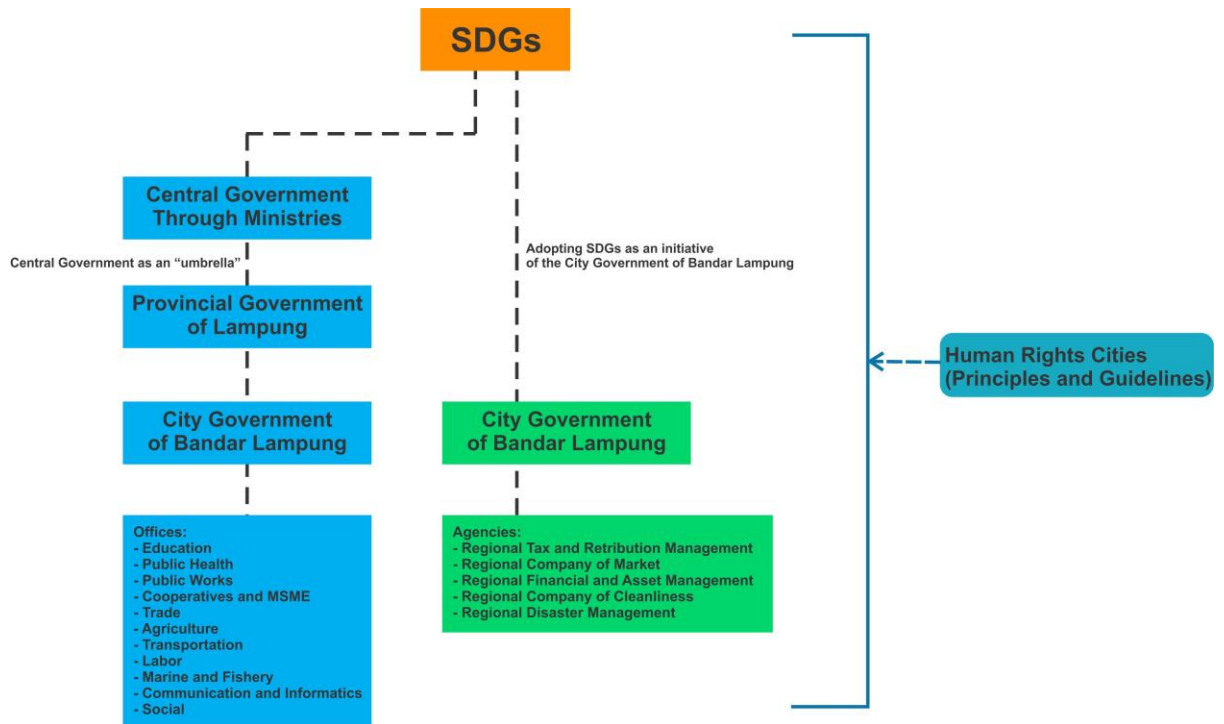 SDGs
Central Government
Through Ministries
Central Government as an “umbrella”
Provincial Government
of Lampung
City Government
of Bandar Lampung
Offices:
- Education
- Public Health
- Public Works
- Cooperatives and MSME
- Trade
- Agriculture
- Transportation
- Labor
- Marine and Fishery
- Communication and Informatics
- Social
Adopting SDGs as an initiative
of the City Government of Bandar Lampung
City Government
of Bandar Lampung
Agencies:
- Regional Tax and Retribution Management
- Regional Company of Market
- Regional Financial and Asset Management
- Regional Company of Cleanliness
- Regional Disaster Management
Human Rights Cities
(Principles and Guidelines)